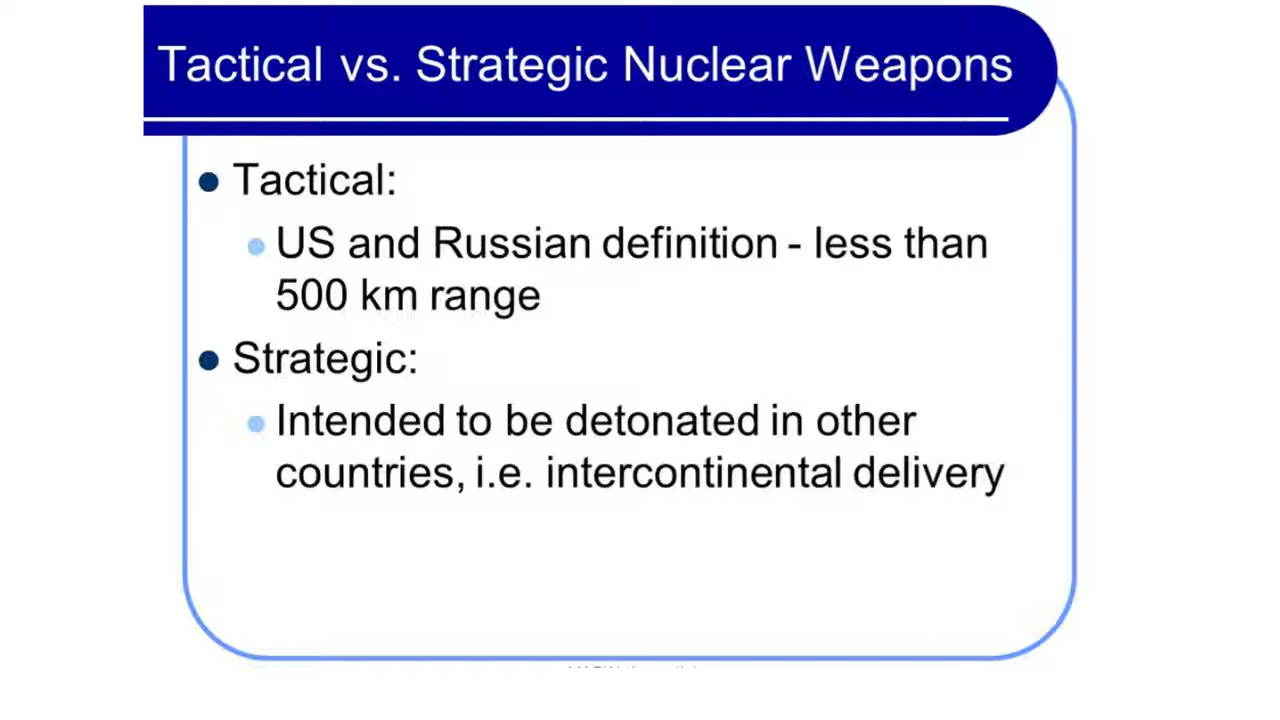 Tactical vs. Strategic Nuclear Weapons
Tactical:
US and Russian definition - less than
500 km range
Strategic:
Intended to be detonated in other
countries, i.e. intercontinental delivery